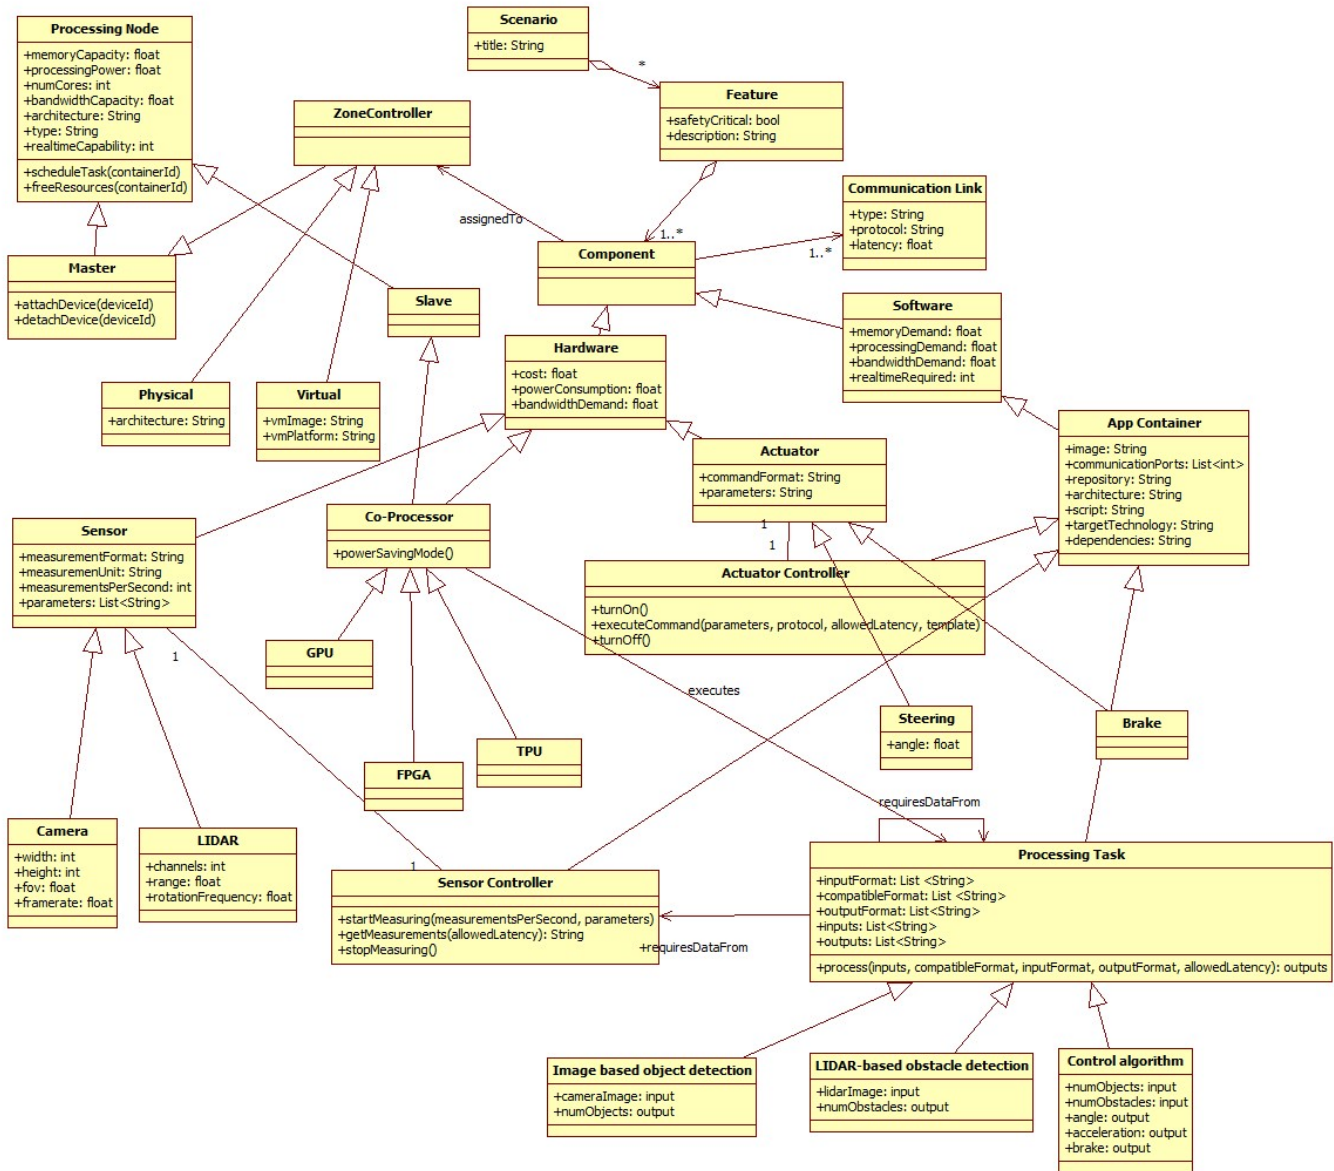 Processing Node
+memoryCapacity: float
+processingPower: float
+numCores: int
+bandwidthCapacity: float
+architecture: String
+type: String
+realtimeCapability: int
+scheduleTask(containerId)
+freeResources(containerId)
Scenario
+title: String
*
Feature
+safetyCritical: bool
+description: String
ZoneController
assignedTo
1..*
Communication Link
+type: String
+protocol: String
+latency: float
1..*
Component
Master
+attachDevice(deviceId)
+detachDevice(deviceId)
Slave
Software
+memoryDemand: float
+processingDemand: float
+bandwidthDemand: float
+realtimeRequired: int
Hardware
+cost: float
+powerConsumption: float
+bandwidthDemand: float
Physical
+architecture: String
Virtual
+vmImage: String
+vmPlatform: String
App Container
+image: String
+communicationPorts: List<int>
+repository: String
+architecture: String
+script: String
+targetTechnology: String
+dependencies: String
Actuator
+commandFormat: String
+parameters: String
1
1
Sensor
+measurementFormat: String
+measuremenUnit: String
+measurementsPerSecond: int
+parameters: List<String>
1
Co-Processor
+powerSavingMode()
Actuator Controller
+turnOn()
+executeCommand(parameters, protocol, allowedLatency, template)
+turnOff()
GPU
executes
Steering
+angle: float
Brake
TPU
FPGA
requiresDataFrom
Camera
+width: int
+height: int
+fov: float
+framerate: float
LIDAR
+channels: int
+range: float
+rotationFrequency: float
1
Sensor Controller
+startMeasuring(measurementsPerSecond, parameters)
+getMeasurements(allowedLatency): String
+stopMeasuring()
+requiresDataFrom
Processing Task
+inputFormat: List <String>
+compatibleFormat: List <String>
+outputFormat: List<String>
+inputs: List<String>
+outputs: List<String>
+process(inputs, compatibleFormat, inputFormat, outputFormat, allowedLatency): outputs
Image based object detection
+cameraImage: input
+numObjects: output
LIDAR-based obstacle detection
+lidarImage: input
+numObstacles: output
Control algorithm
+numObjects: input
+numObstacles: input
+angle: output
+acceleration: output
+brake: output